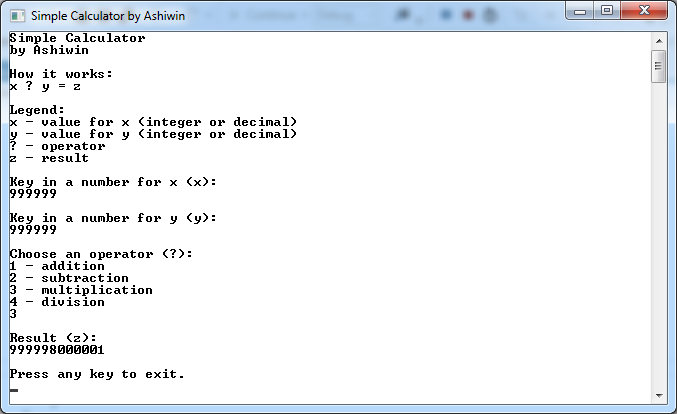 Simple Calculator by Ashiwin
Simple Calculator
by Ashiwin
How it works:
x ? y = z
Legend:
x - value for x (integer or decimal)
y - value for y (integer or decimal)
? - operator
z - result
Key in a number for x (x):
999999
Key in a number for y (y):
999999
Choose an operator (?):
1 - addition
2 - subtraction
3 - multiplication
4 - division
3
Result (z):
999998000001
Press any key to exit.